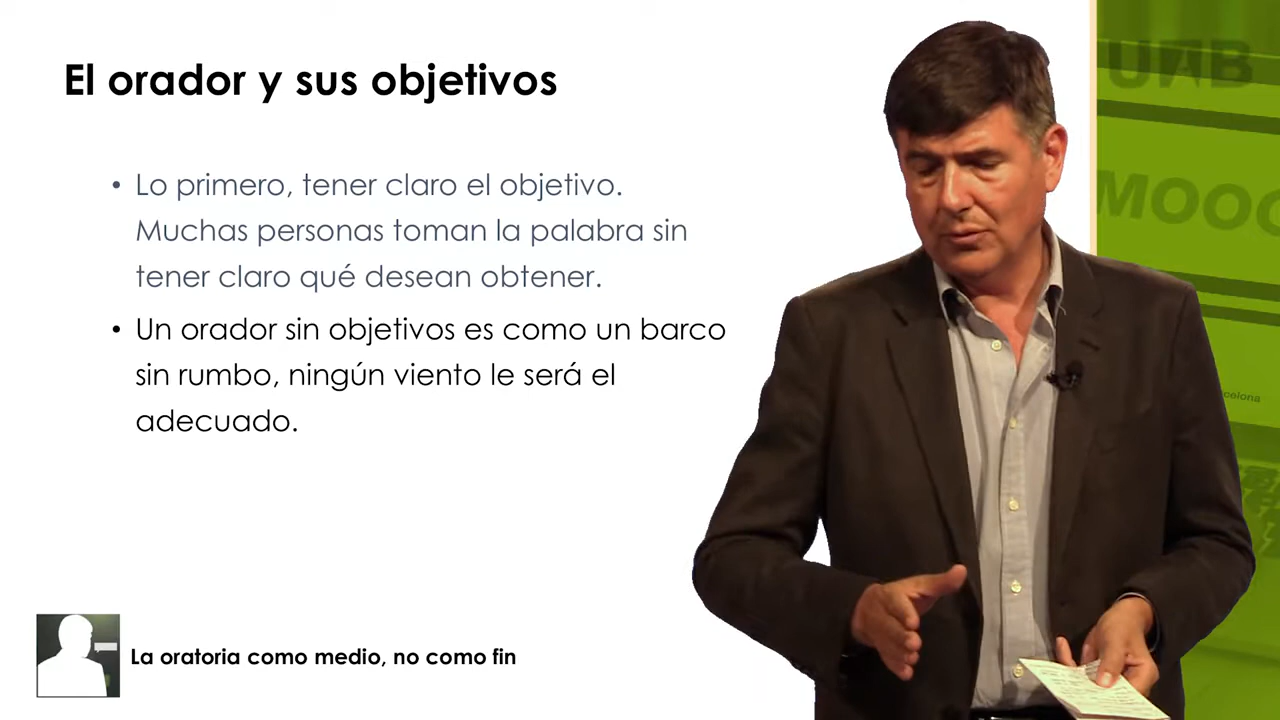 El orador y sus objetivos
• Lo primero, tener claro el objetivo.
Muchas personas toman la palabra sin
tener claro qué desean obtener.
• Un orador sin objetivos es como un barco
sin rumbo, ningún viento le será el
adecuado.
La oratoria como medio, no como fin
UAB
MOOC
celona